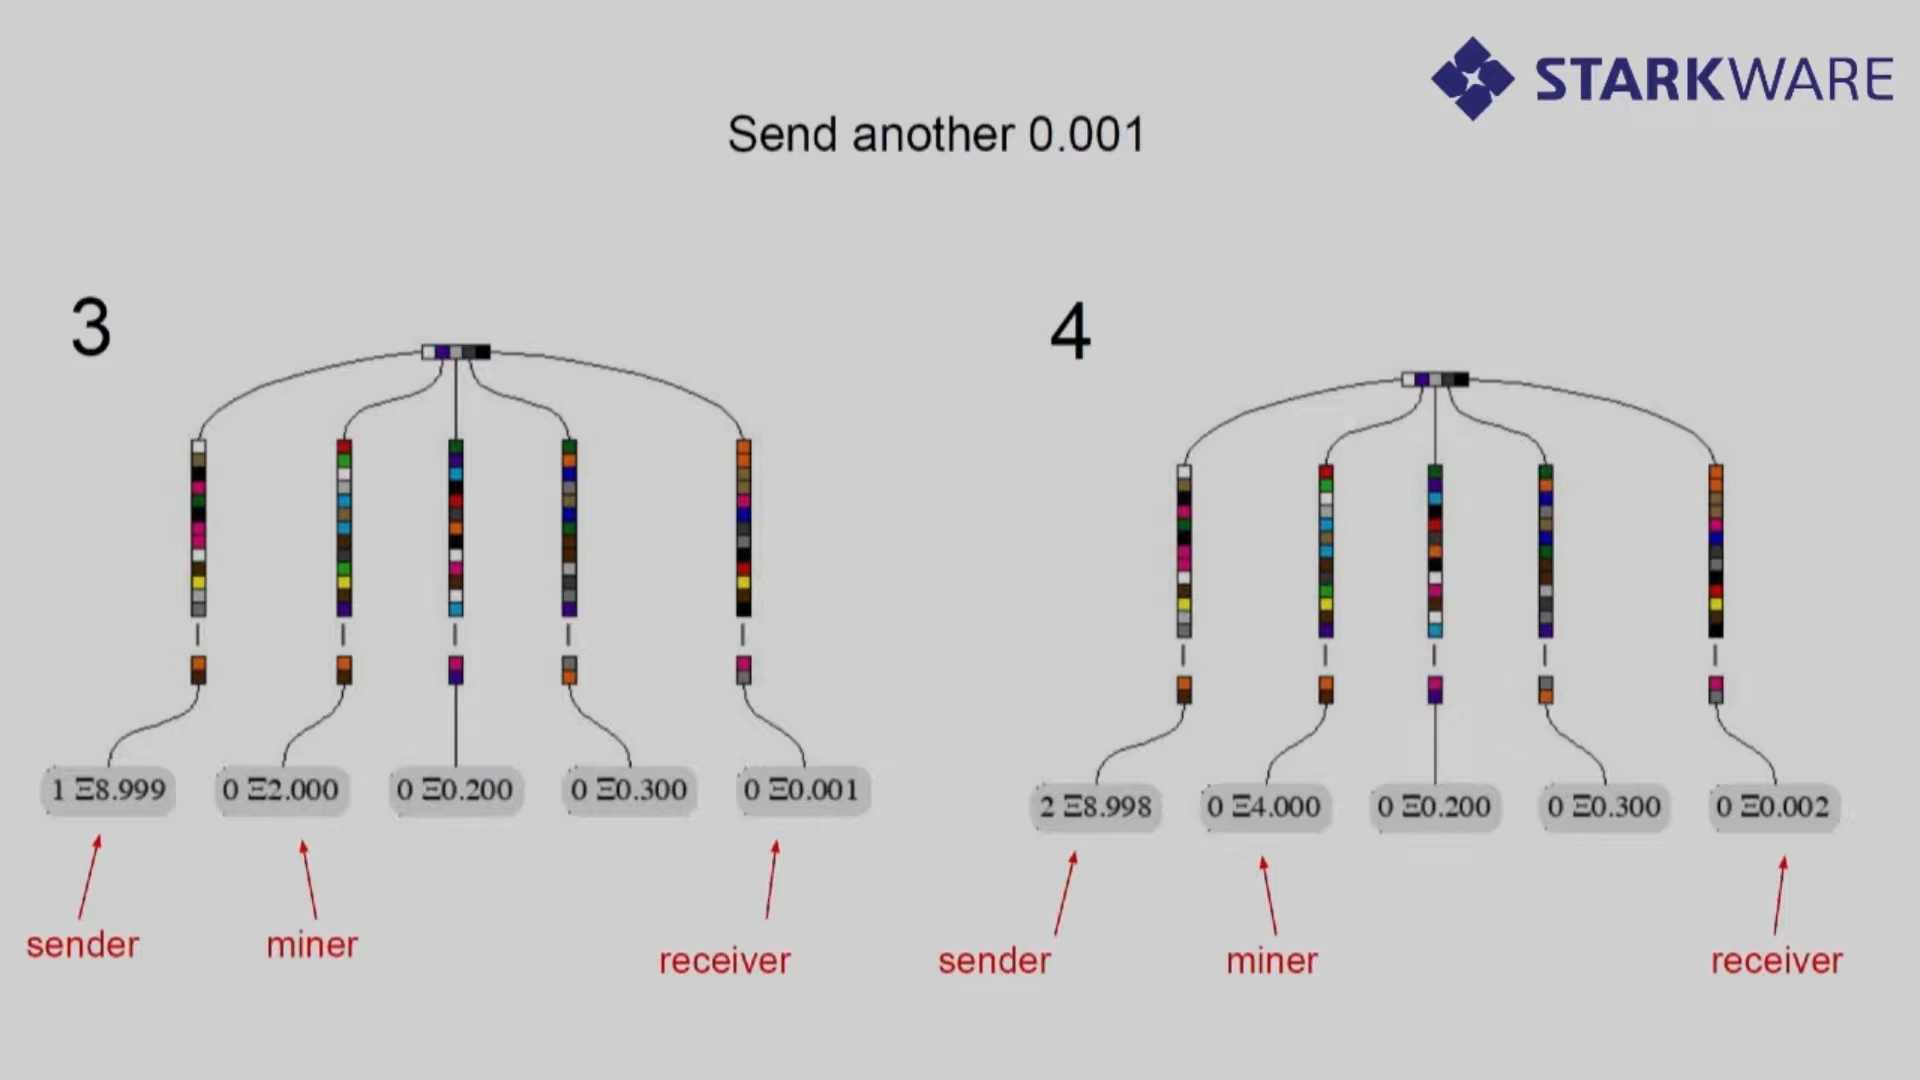 STARKWARE
Send another 0.001
3
1 Ξ8.999
0 Ξ2.000
0 Ξ0.200
0 Ξ0.300
0 Ξ0.001
sender
miner
receiver
4
2 Ξ8.998
0 Ξ4.000
0 Ξ0.200
0 Ξ0.300
0 Ξ0.002
sender
miner
receiver